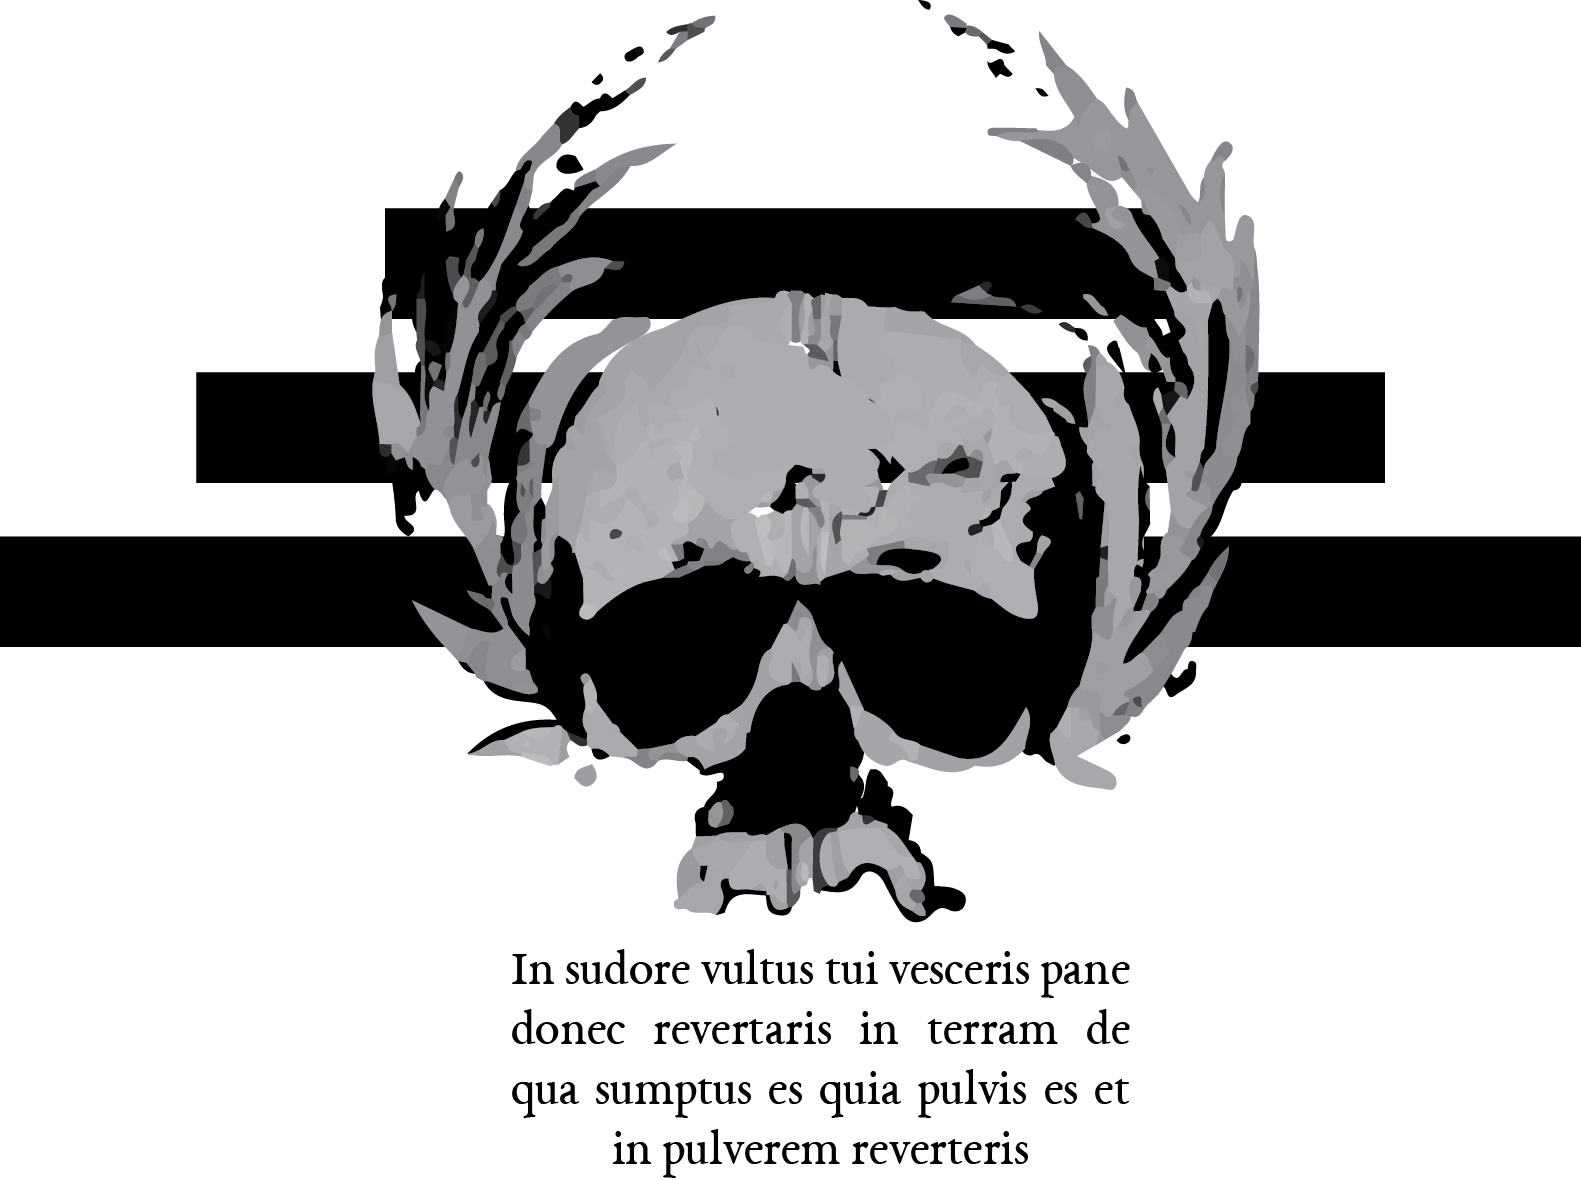 In sudore vultus tui vesceris pane
donec revertaris in terram de
qua sumptus es quia pulvis es et
in pulverem reverteris